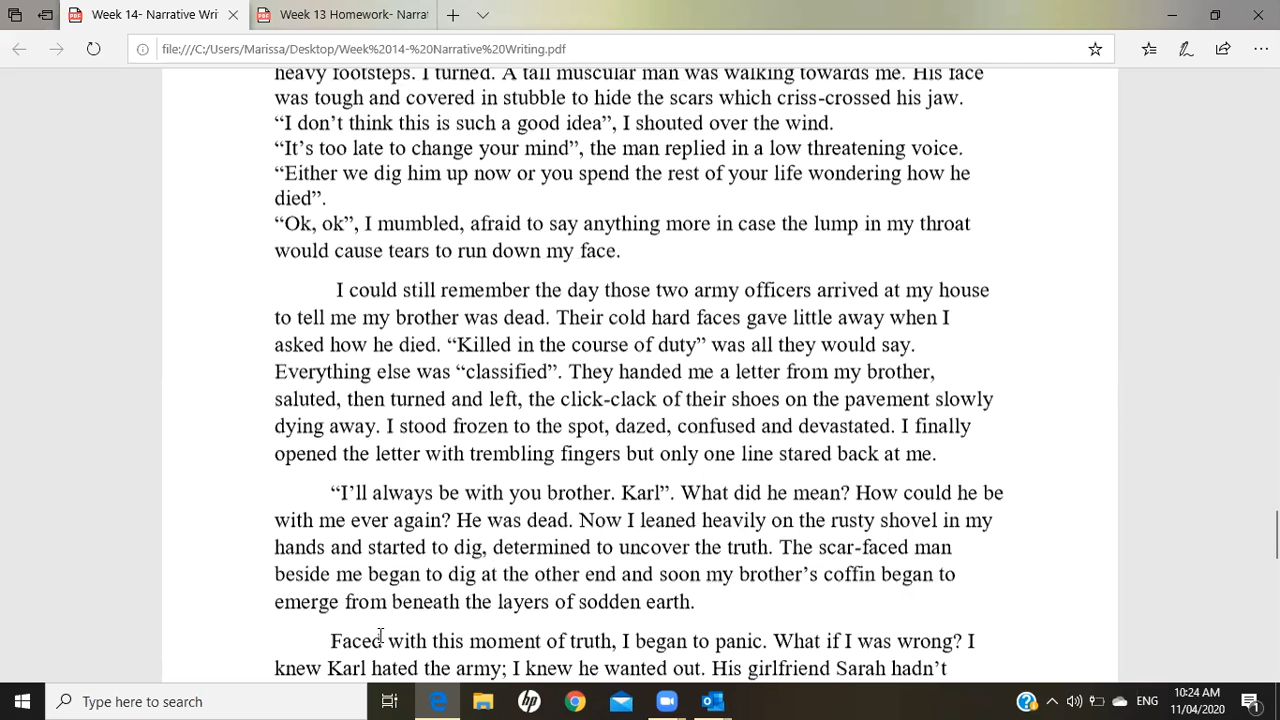 Week 14- Narrative Wri
Week 13 Homework- Narra
file:///C:/Users/Marissa/Desktop/Week%2014-%20Narrative%20Writing.pdf
heavy footsteps. I turned. A tall muscular man was walking towards me. His face
was tough and covered in stubble to hide the scars which criss-crossed his jaw.
“I don’t think this is such a good idea”, I shouted over the wind.
“It’s too late to change your mind”, the man replied in a low threatening voice.
“Either we dig him up now or you spend the rest of your life wondering how he
died”.
“Ok, ok”, I mumbled, afraid to say anything more in case the lump in my throat
would cause tears to run down my face.
I could still remember the day those two army officers arrived at my house
to tell me my brother was dead. Their cold hard faces gave little away when I
asked how he died. “Killed in the course of duty” was all they would say.
Everything else was “classified”. They handed me a letter from my brother,
saluted, then turned and left, the click-clack of their shoes on the pavement slowly
dying away. I stood frozen to the spot, dazed, confused and devastated. I finally
opened the letter with trembling fingers but only one line stared back at me.
“I’ll always be with you brother. Karl”. What did he mean? How could he be
with me ever again? He was dead. Now I leaned heavily on the rusty shovel in my
hands and started to dig, determined to uncover the truth. The scar-faced man
beside me began to dig at the other end and soon my brother’s coffin began to
emerge from beneath the layers of sodden earth.
Faced with this moment of truth, I began to panic. What if I was wrong? I
knew Karl hated the army; I knew he wanted out. His girlfriend Sarah hadn’t
Type here to search
ENG
10:24 AM
11/04/2020